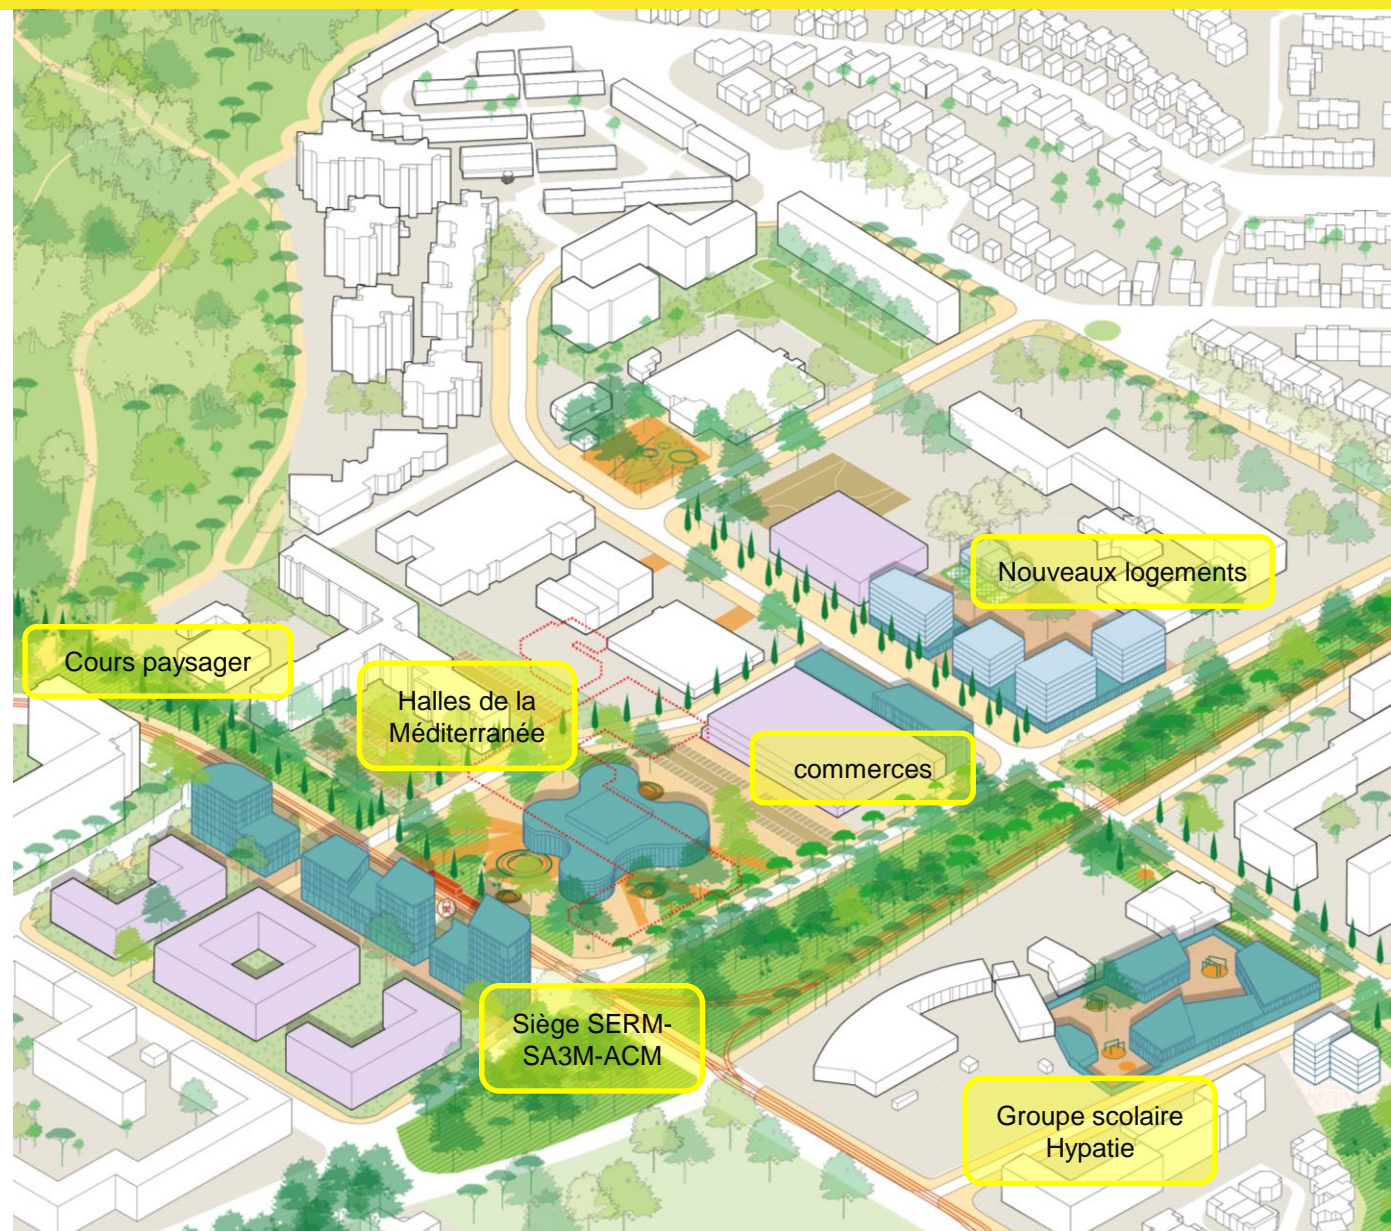 Nouveaux logements
Cours paysager
Halles de la
Méditerranée
commerces
Siège SERM-
SA3M-ACM
Groupe scolaire
Hypatie